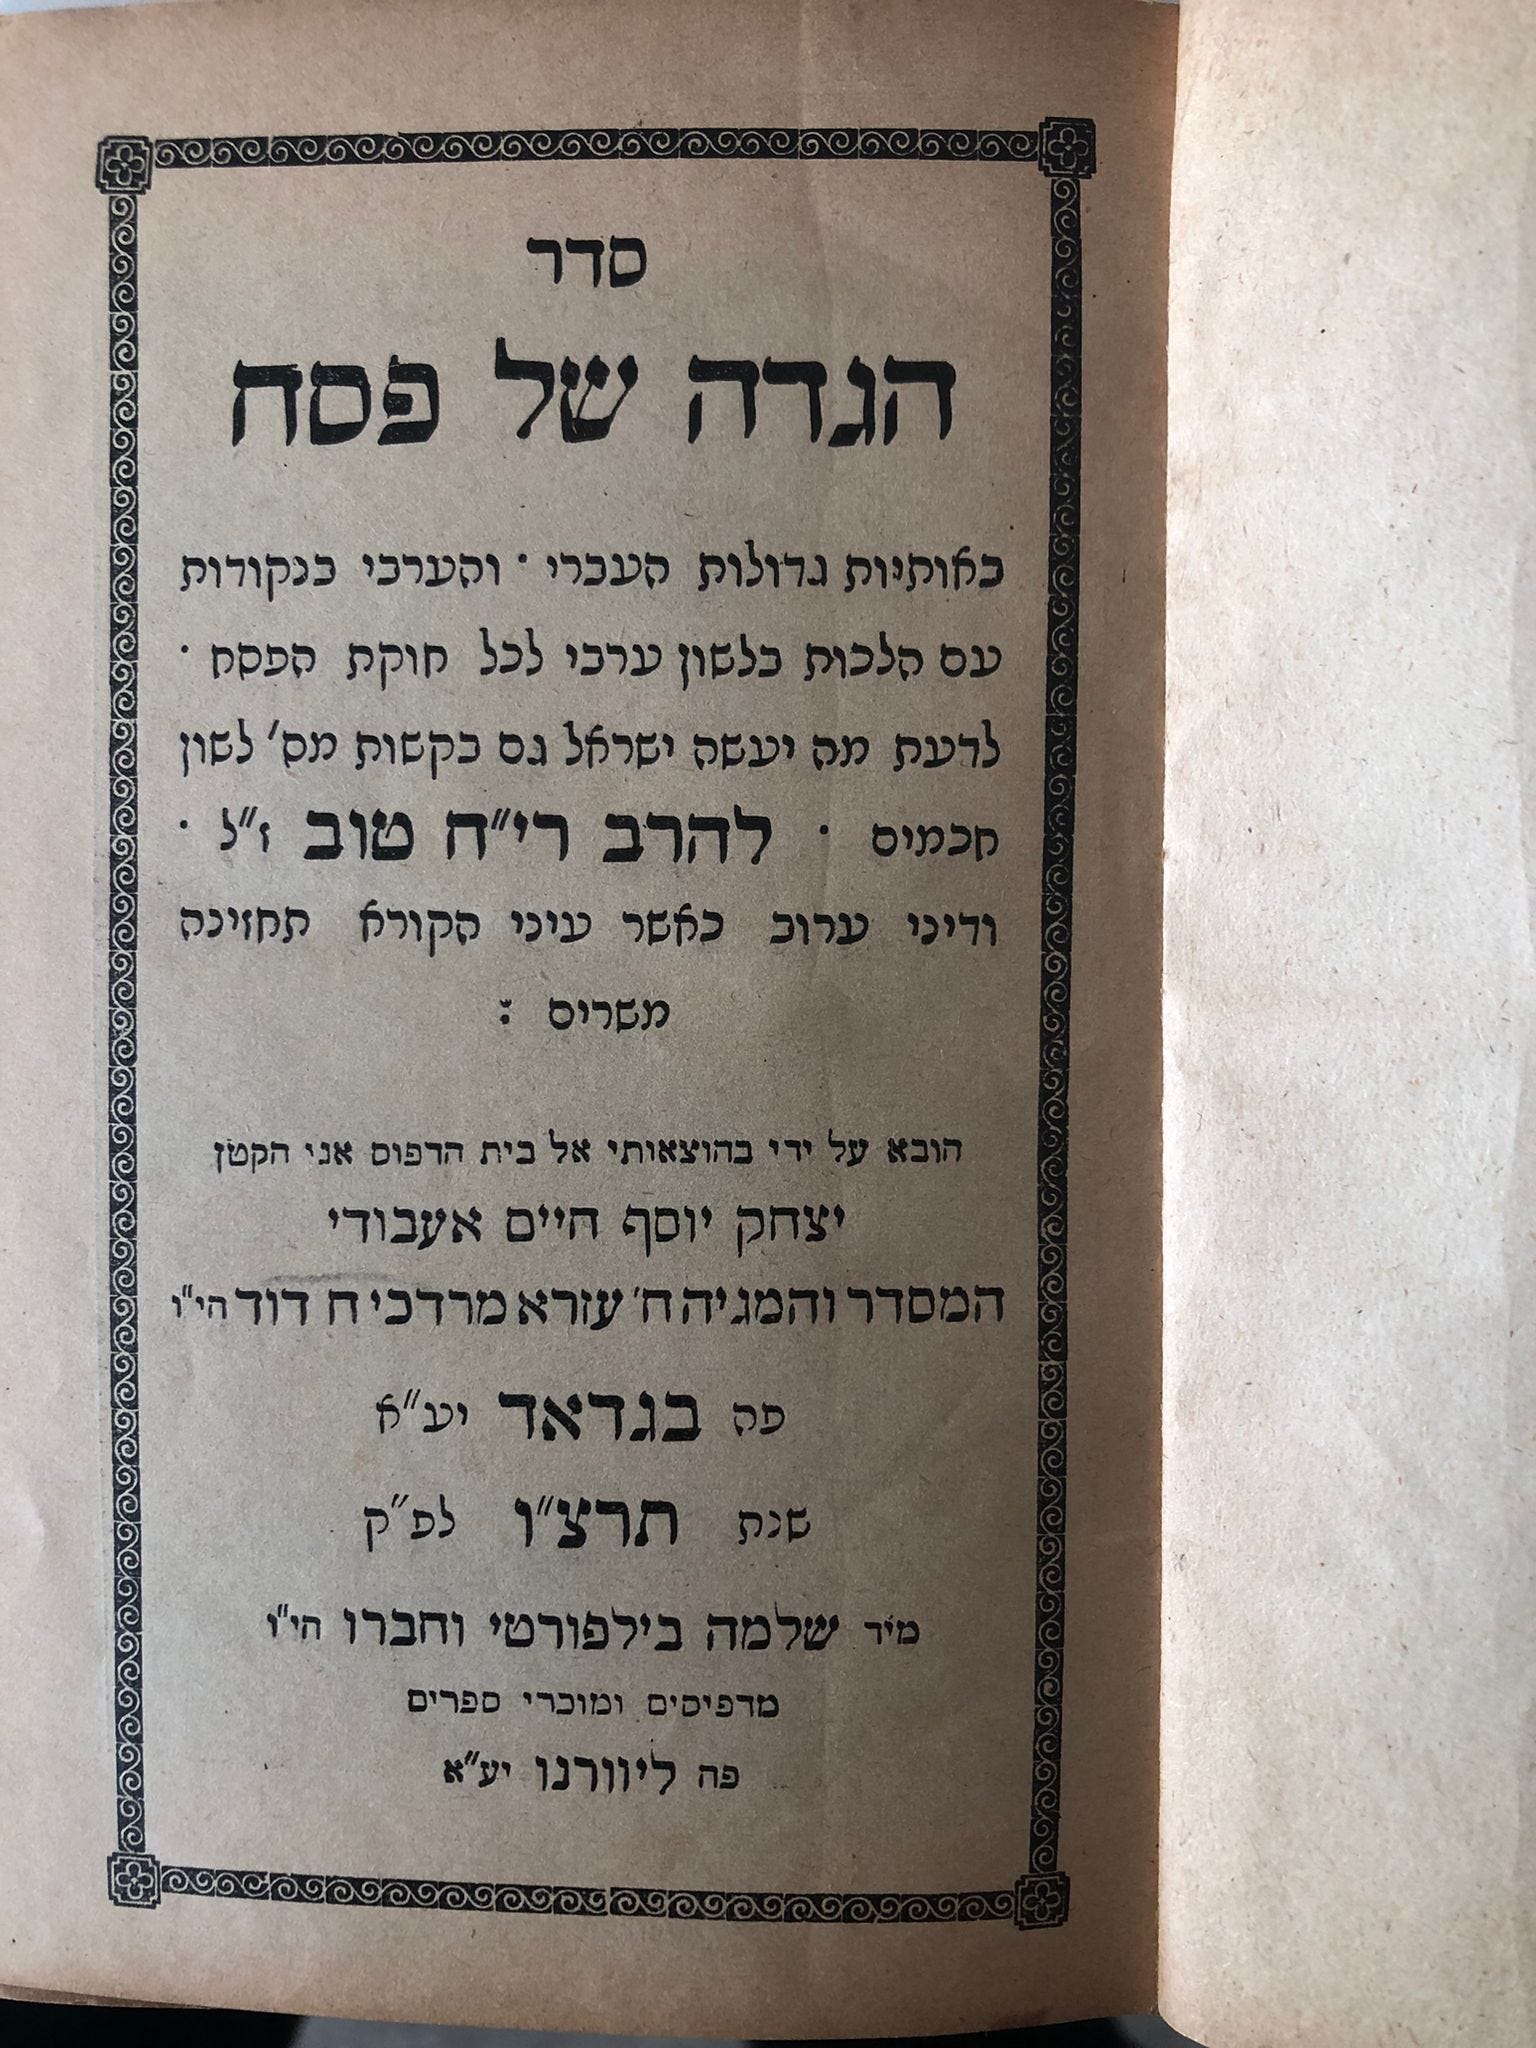 סדר
הגדה של פסח
באותיות גדולות העברי · והערבי בנקודות
עם הלכות בלשון ערבי לכל חוקת הפסח ·
לדעת מה יעשה ישראל גם בקשות מס׳ לשון
חכמים · להרב רי״ח טוב ז״ל ·
ודיני ערוב כאשר עיני הקורא תחזינה
משרים :
הובא על ידי בהוצאותי אל בית הדפוס אני הקטן
יצחק יוסף חיים אעבודי
המסדר והמגיה ח׳ עזרא מרדכי ח דוד הי״ו
פה בגדאד יע״א
שנת תרצ״ו לפ״ק
מיד שלמה בילפורטי וחברו הי״ו
מדפיסים ומוכרי ספרים
פה ליוורנו יע״א